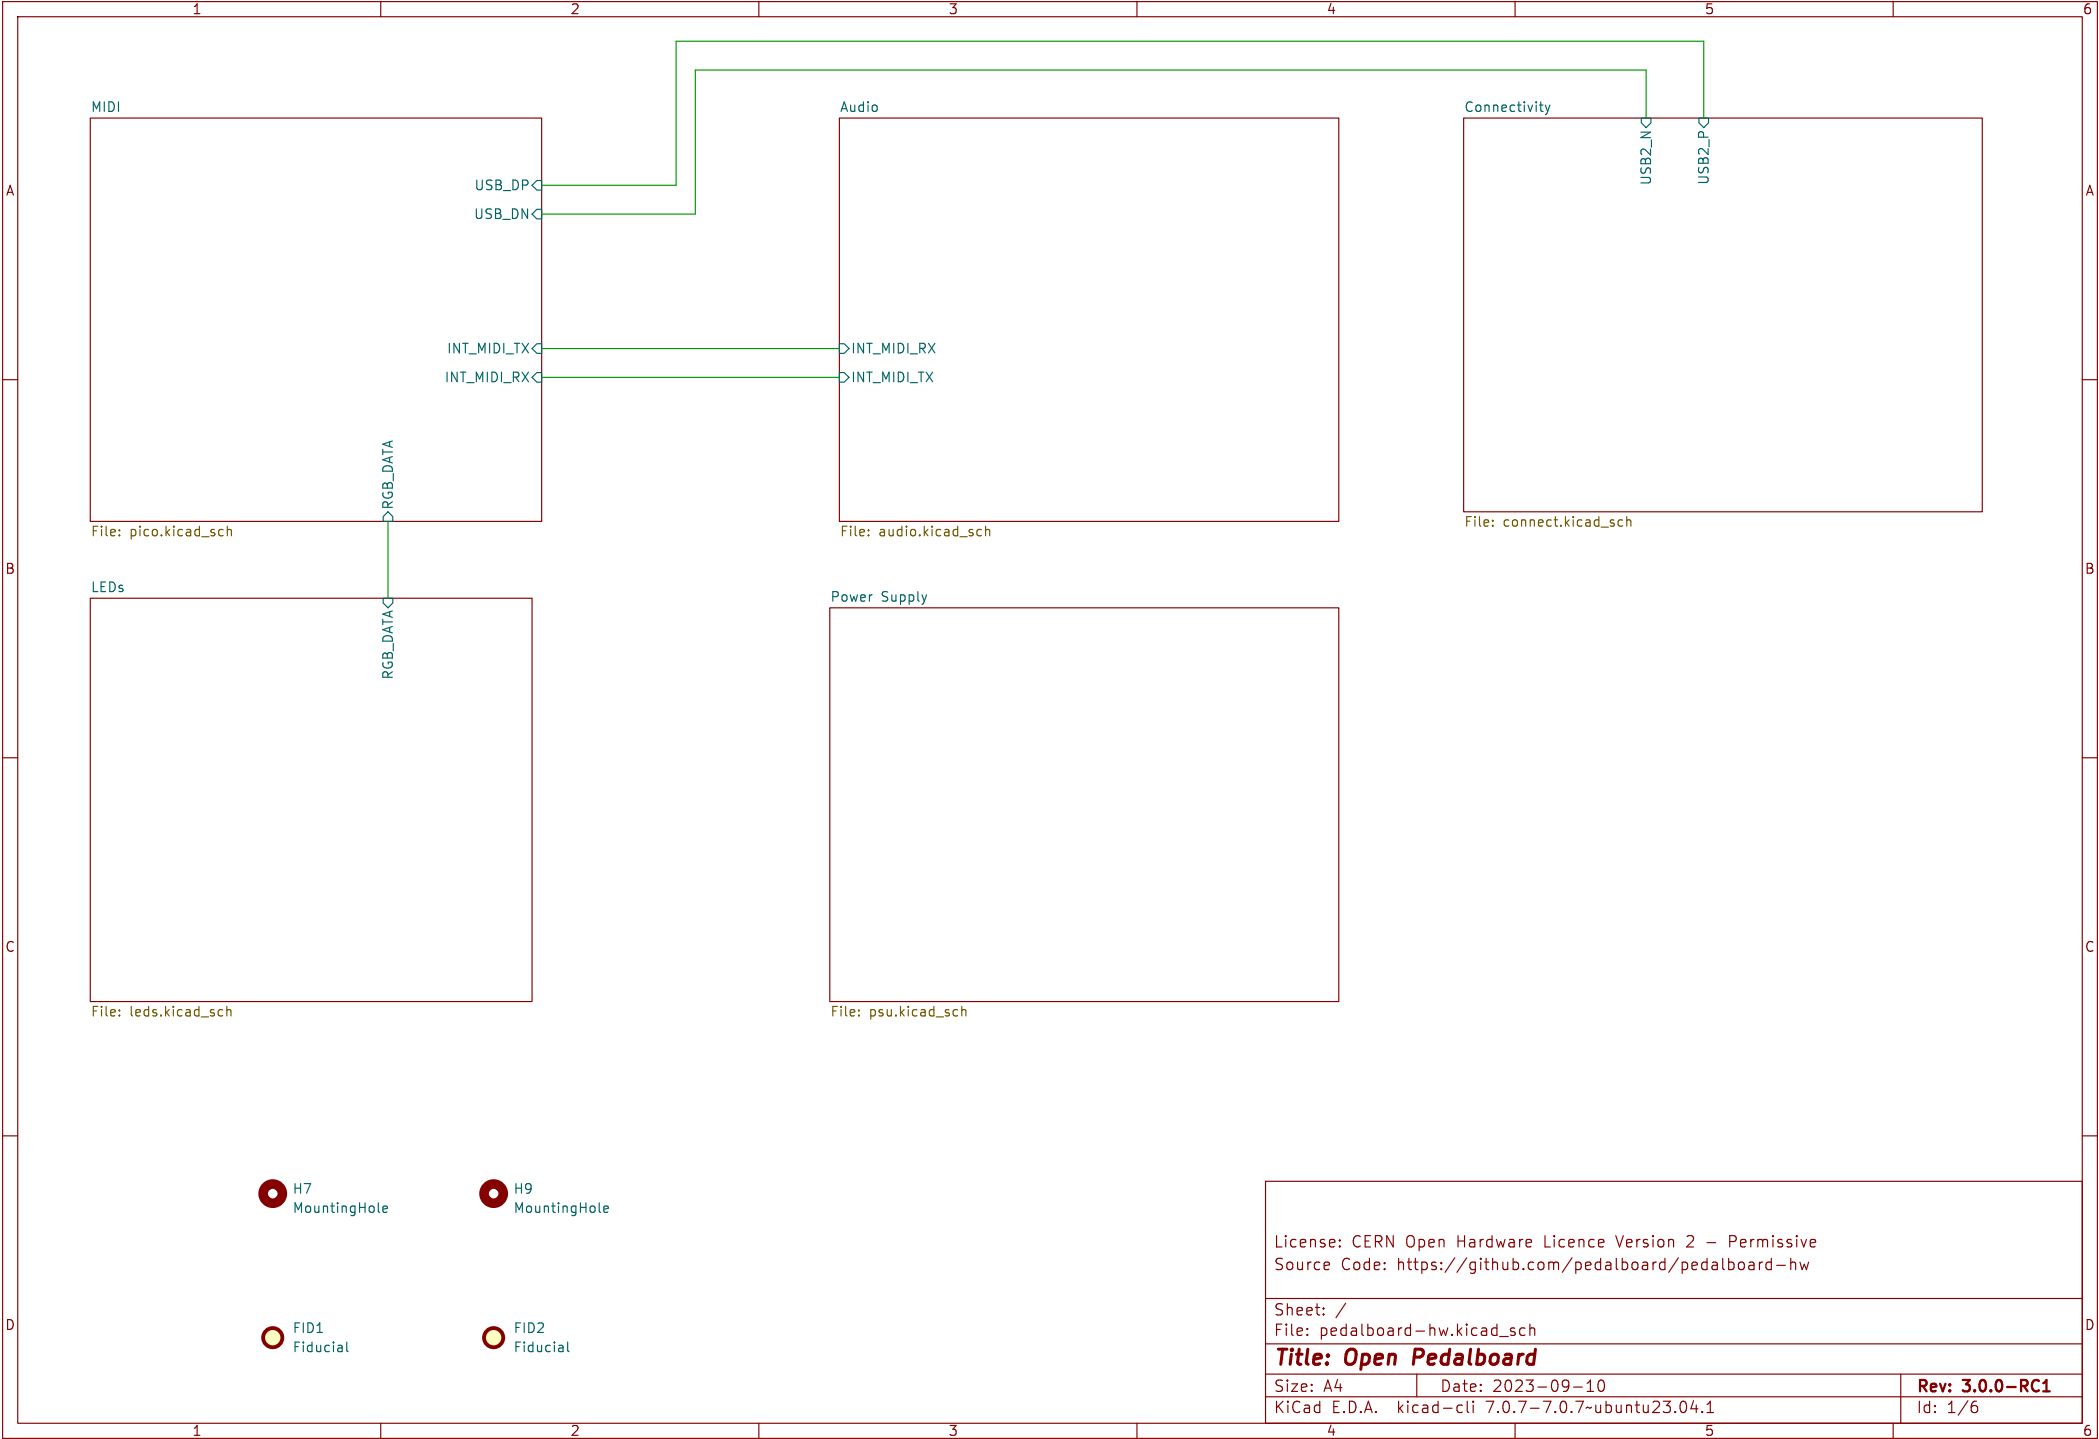 1 2 3 4 5 6
MIDI
Audio
Connectivity
USB2_N
USB2_P
A
A
USB_DP
USB_DN
INT_MIDI_TX
INT_MIDI_RX
INT_MIDI_RX
INT_MIDI_TX
RGB_DATA
File: pico.kicad_sch
File: audio.kicad_sch
File: connect.kicad_sch
B
B
LEDs
Power Supply
RGB_DATA
C
C
File: leds.kicad_sch
File: psu.kicad_sch
H7
MountingHole
H9
MountingHole
FID1
Fiducial
FID2
Fiducial
D
D
License: CERN Open Hardware Licence Version 2 - Permissive
Source Code: https://github.com/pedalboard/pedalboard-hw
Sheet: /
File: pedalboard-hw.kicad_sch
Title: Open Pedalboard
Size: A4
Date: 2023-09-10
Rev: 3.0.0-RC1
KiCad E.D.A. kicad-cli 7.0.7-7.0.7~ubuntu23.04.1
Id: 1/6
1 2 3 4 5 6